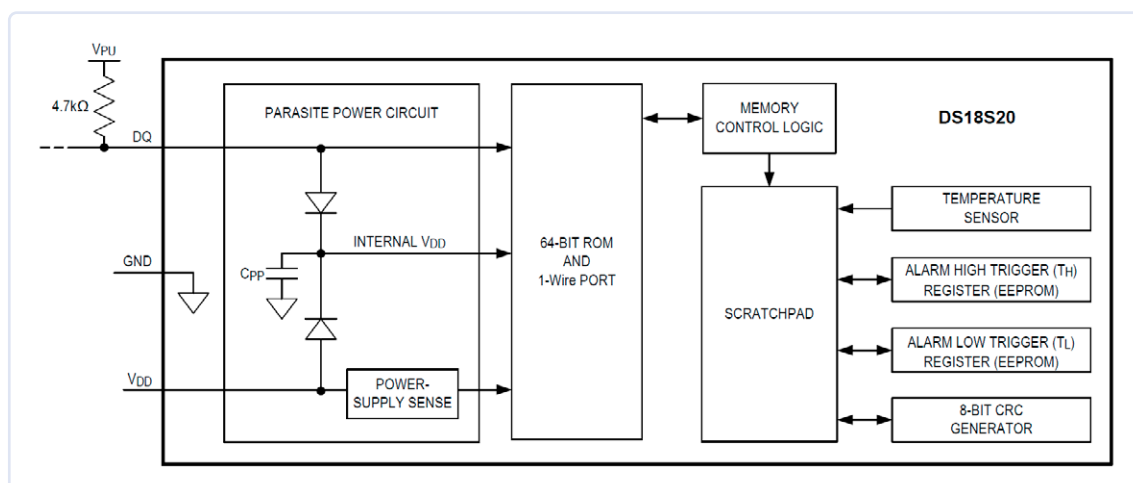 VPU
4.7kΩ
DQ
GND
VDD
PARASITE POWER CIRCUIT
INTERNAL VDD
CPP
POWER-
SUPPLY SENSE
64-BIT ROM
AND
1-Wire PORT
MEMORY
CONTROL LOGIC
SCRATCHPAD
DS18S20
TEMPERATURE
SENSOR
ALARM HIGH TRIGGER (TH)
REGISTER (EEPROM)
ALARM LOW TRIGGER (TL)
REGISTER (EEPROM)
8-BIT CRC
GENERATOR